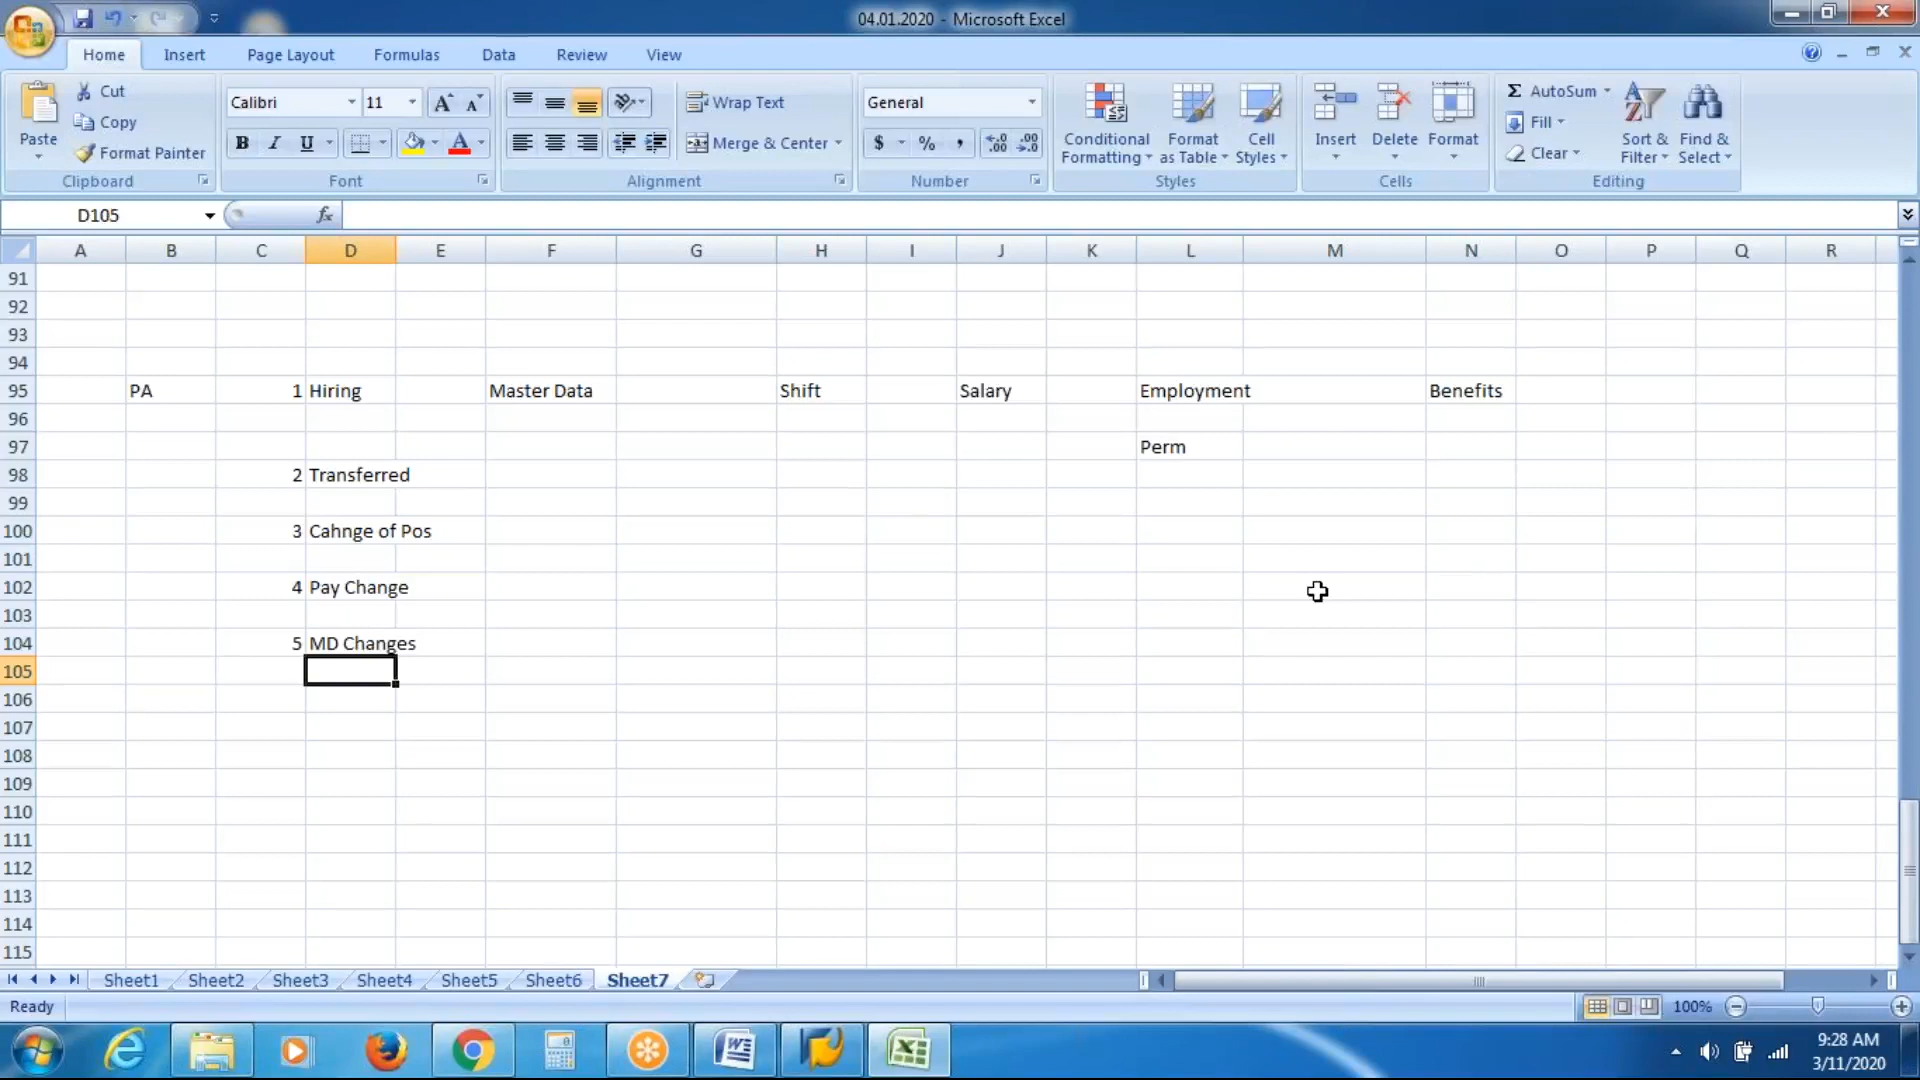 04.01.2020 - Microsoft Excel
Home Insert Page Layout Formulas Data Review View
Paste
Cut
Copy
Format Painter
Clipboard
Calibri 11
B I U
Font
Wrap Text
Merge & Center
Alignment
General
$ % ,
Number
Conditional Formatting
Format as Table
Cell Styles
Styles
Insert Delete Format
Cells
Σ AutoSum
Fill
Clear
Sort & Filter
Find & Select
Editing
D105 fx
A B C D E F G H I J K L M N O P Q R
91
92
93
94
95 PA 1 Hiring Master Data Shift Salary Employment Benefits
96
97 Perm
98 2 Transferred
99
100 3 Cahnge of Pos
101
102 4 Pay Change
103
104 5 MD Changes
105
106
107
108
109
110
111
112
113
114
115
Sheet1 Sheet2 Sheet3 Sheet4 Sheet5 Sheet6 Sheet7
Ready 100%
9:28 AM
3/11/2020